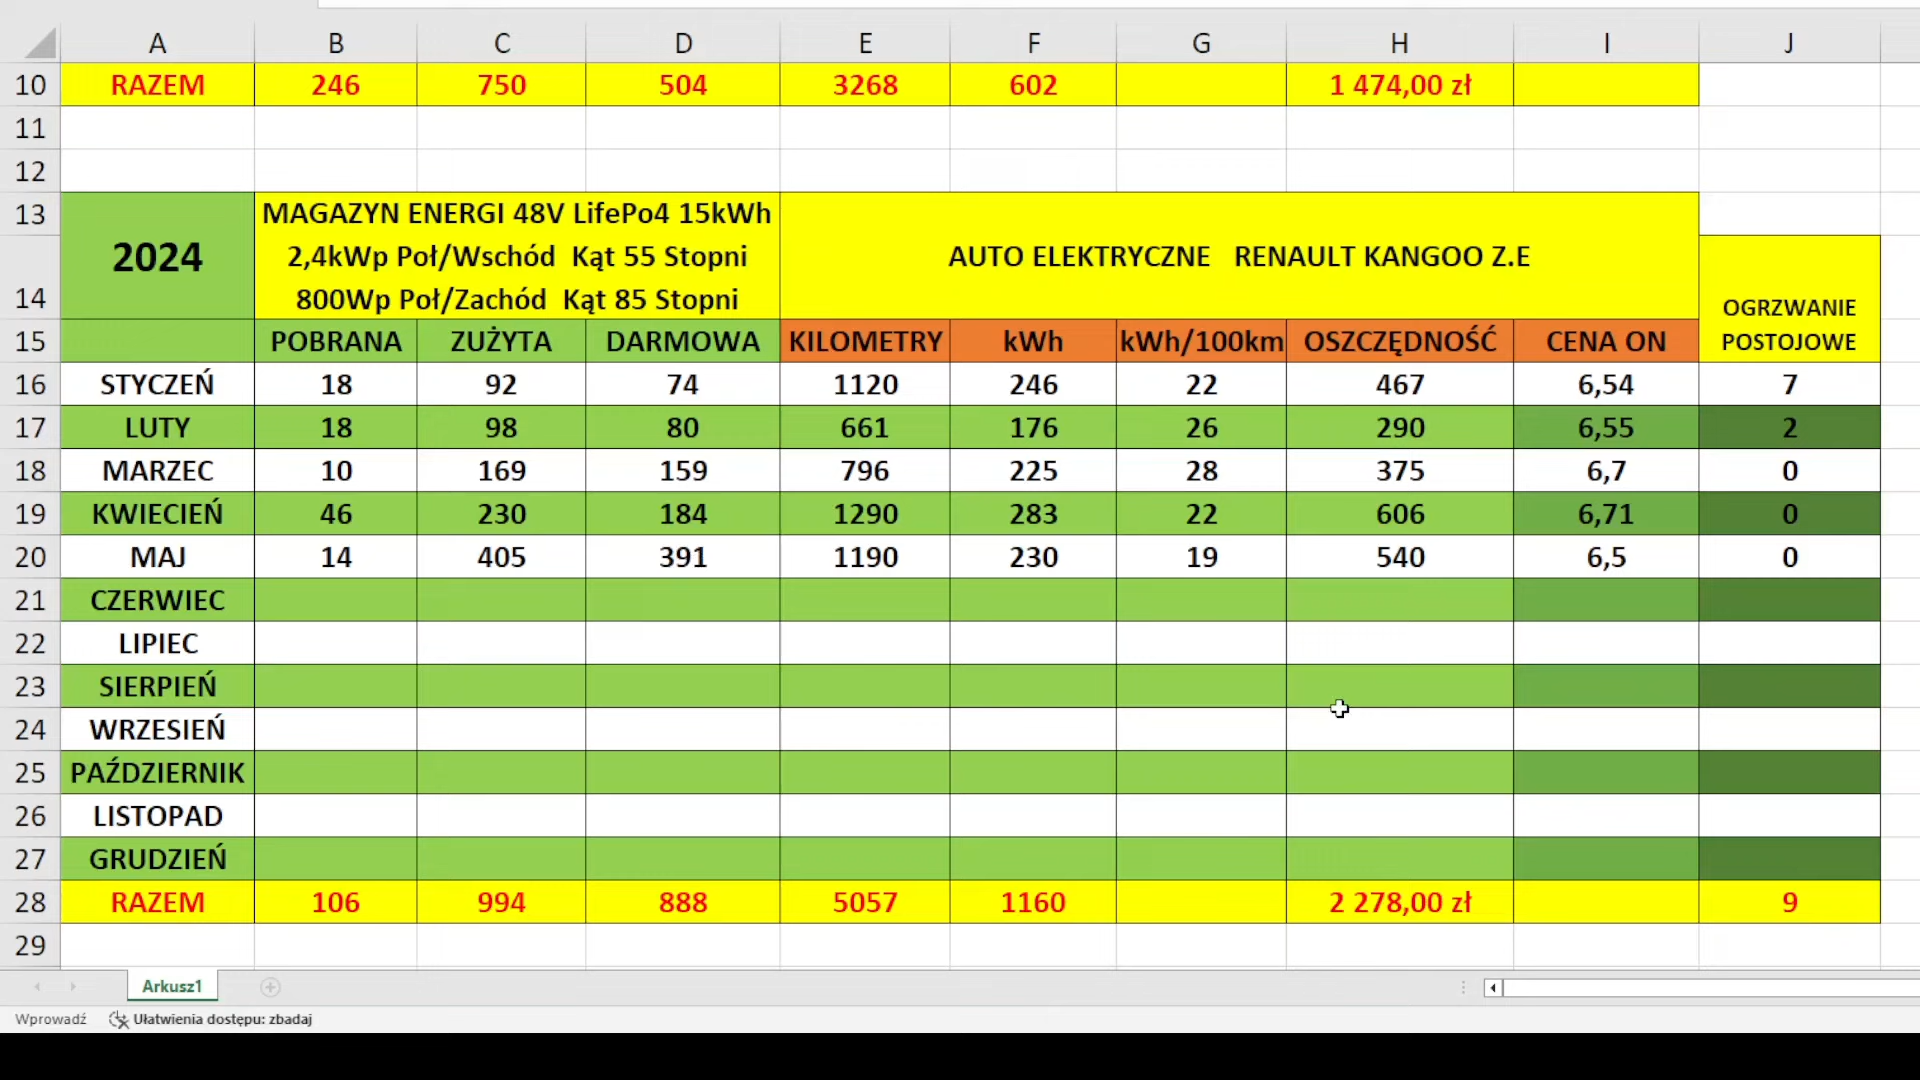 A B C D E F G H I J
10 RAZEM 246 750 504 3268 602 1 474,00 zł
11
12
13 MAGAZYN ENERGI 48V LifePo4 15kWh
2024 2,4kWp Poł/Wschód Kąt 55 Stopni AUTO ELEKTRYCZNE RENAULT KANGOO Z.E
14 800Wp Poł/Zachód Kąt 85 Stopni OGRZWANIE
15 POBRANA ZUŻYTA DARMOWA KILOMETRY kWh kWh/100km OSZCZĘDNOŚĆ CENA ON POSTOJOWE
16 STYCZEŃ 18 92 74 1120 246 22 467 6,54 7
17 LUTY 18 98 80 661 176 26 290 6,55 2
18 MARZEC 10 169 159 796 225 28 375 6,7 0
19 KWIECIEŃ 46 230 184 1290 283 22 606 6,71 0
20 MAJ 14 405 391 1190 230 19 540 6,5 0
21 CZERWIEC
22 LIPIEC
23 SIERPIEŃ
24 WRZESIEŃ
25 PAŹDZIERNIK
26 LISTOPAD
27 GRUDZIEŃ
28 RAZEM 106 994 888 5057 1160 2 278,00 zł 9
29
Arkusz1
Wprowadź Ułatwienia dostępu: zbadaj